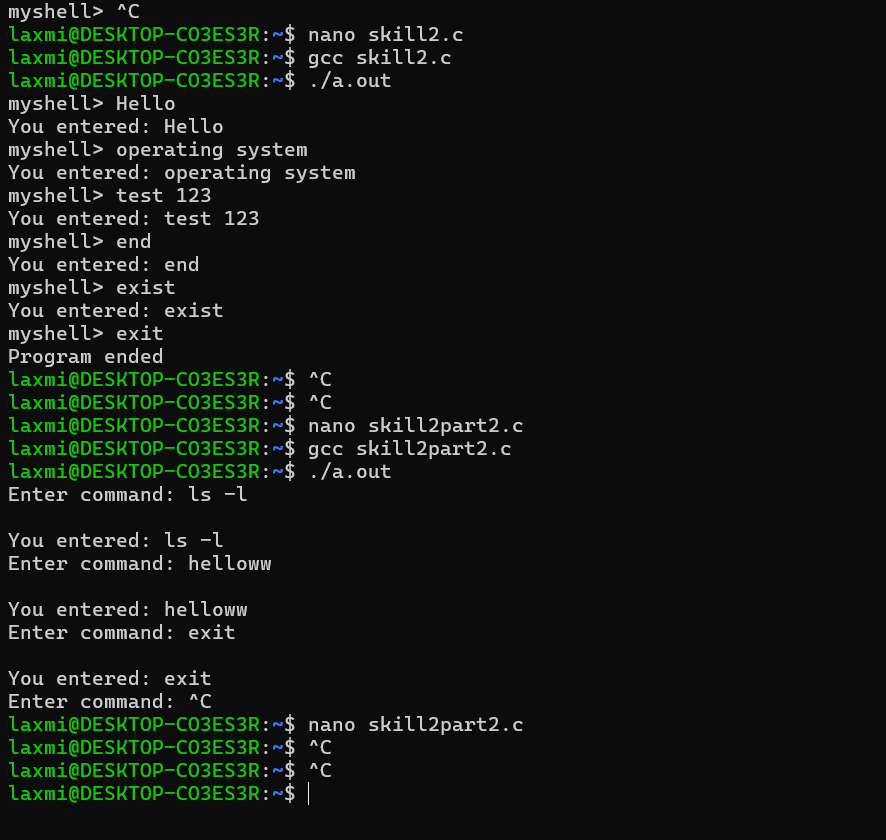 myshell> ^C
laxmi@DESKTOP-CO3ES3R:~$ nano skill2.c
laxmi@DESKTOP-CO3ES3R:~$ gcc skill2.c
laxmi@DESKTOP-CO3ES3R:~$ ./a.out
myshell> Hello
You entered: Hello
myshell> operating system
You entered: operating system
myshell> test 123
You entered: test 123
myshell> end
You entered: end
myshell> exist
You entered: exist
myshell> exit
Program ended
laxmi@DESKTOP-CO3ES3R:~$ ^C
laxmi@DESKTOP-CO3ES3R:~$ ^C
laxmi@DESKTOP-CO3ES3R:~$ nano skill2part2.c
laxmi@DESKTOP-CO3ES3R:~$ gcc skill2part2.c
laxmi@DESKTOP-CO3ES3R:~$ ./a.out
Enter command: ls -l

You entered: ls -l
Enter command: helloww

You entered: helloww
Enter command: exit

You entered: exit
Enter command: ^C
laxmi@DESKTOP-CO3ES3R:~$ nano skill2part2.c
laxmi@DESKTOP-CO3ES3R:~$ ^C
laxmi@DESKTOP-CO3ES3R:~$ ^C
laxmi@DESKTOP-CO3ES3R:~$